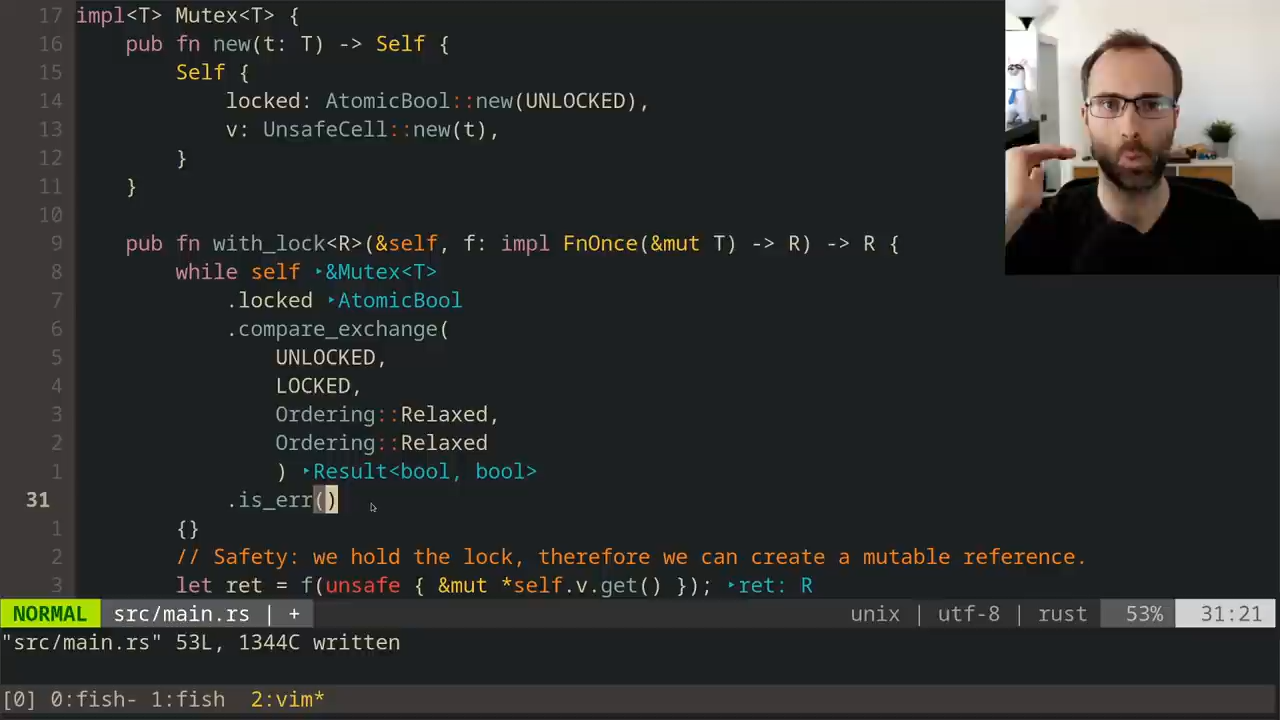 17 impl<T> Mutex<T> {
16 pub fn new(t: T) -> Self {
15 Self {
14 locked: AtomicBool::new(UNLOCKED),
13 v: UnsafeCell::new(t),
12 }
11 }
10
9 pub fn with_lock<R>(&self, f: impl FnOnce(&mut T) -> R) -> R {
8 while self ‣&Mutex<T>
7 .locked ‣AtomicBool
6 .compare_exchange(
5 UNLOCKED,
4 LOCKED,
3 Ordering::Relaxed,
2 Ordering::Relaxed
1 ) ‣Result<bool, bool>
31 .is_err()
1 {}
2 // Safety: we hold the lock, therefore we can create a mutable reference.
3 let ret = f(unsafe { &mut *self.v.get() }); ‣ret: R
NORMAL src/main.rs | + unix | utf-8 | rust 53% 31:21
"src/main.rs" 53L, 1344C written
[0] 0:fish- 1:fish 2:vim*